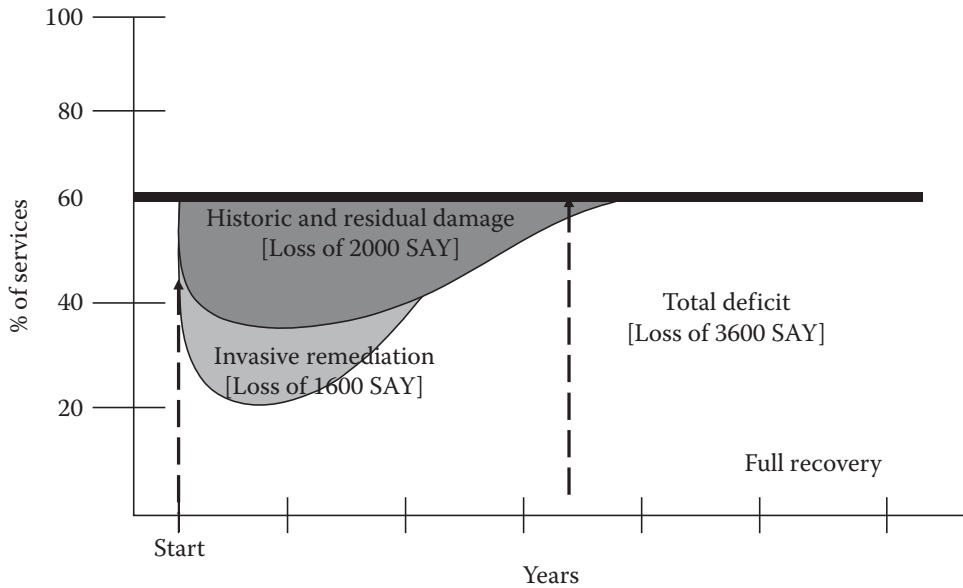 100
80
60
40
20
% of services
Historic and residual damage
[Loss of 2000 SAY]
Invasive remediation
[Loss of 1600 SAY]
Total deficit
[Loss of 3600 SAY]
Full recovery
Start
Years